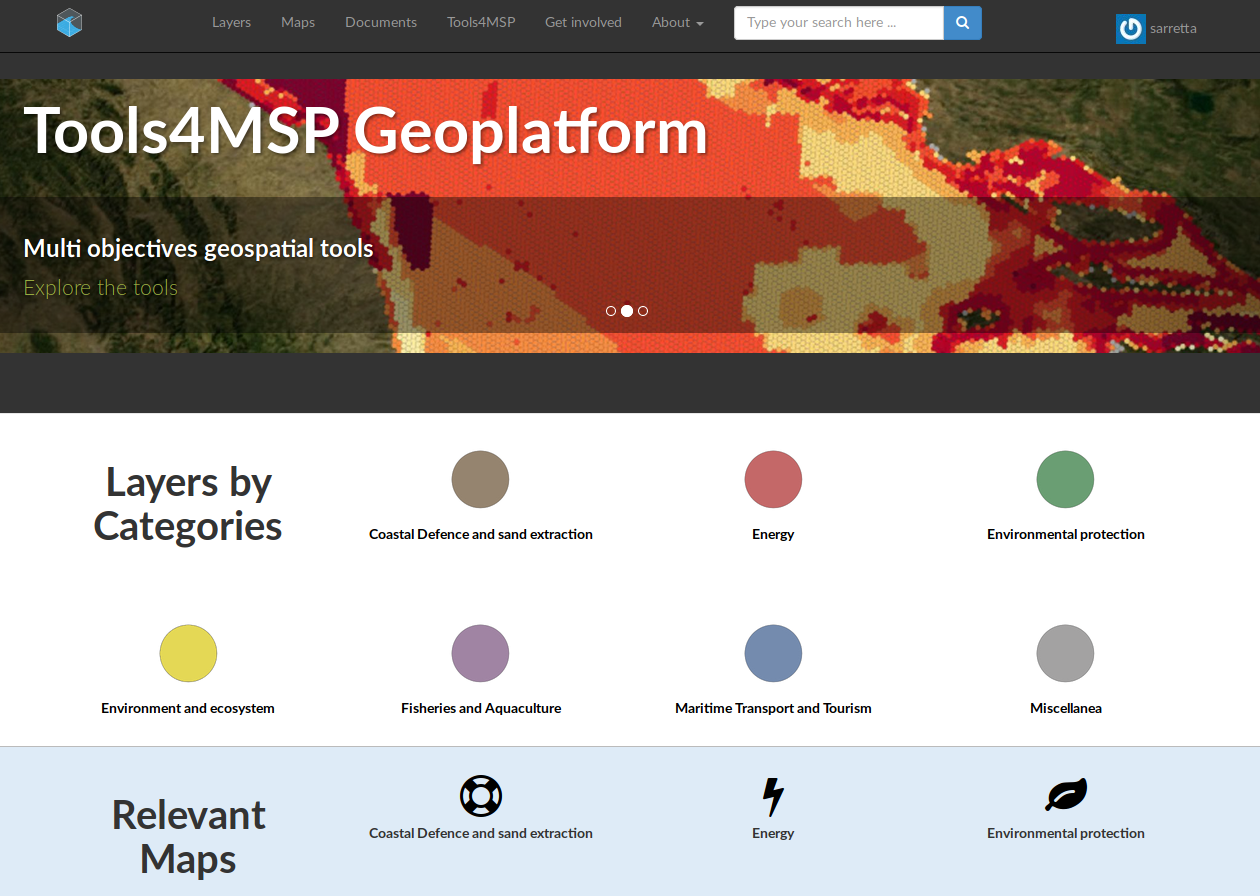 Layers Maps Documents Tools4MSP Get involved About Type your search here ... sarretta
Tools4MSP Geoplatform
Multi objectives geospatial tools
Explore the tools
Layers by
Categories
Coastal Defence and sand extraction Energy Environmental protection
Environment and ecosystem Fisheries and Aquaculture Maritime Transport and Tourism Miscellanea
Relevant
Maps
Coastal Defence and sand extraction Energy Environmental protection